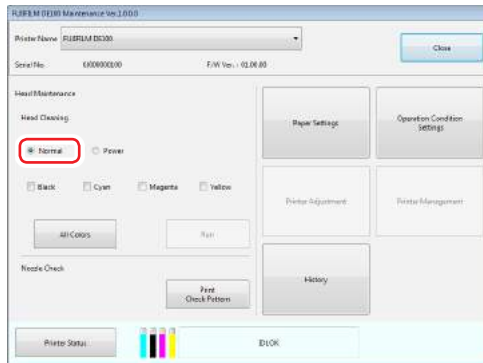 FUJIFILM DE100 Maintenance Ver.1.0.0.0
Printer Name FUJIFILM DE100
Close
Serial No. F/W Ver. : 01.00.00
Head Maintenance
Head Cleaning
Paper Settings
Operation Condition
Settings
Normal Power
Black Cyan Magenta Yellow
Printer Adjustment
Printer Management
All Colors Run
Nozzle Check
History
Print
Check Pattern
Printer Status